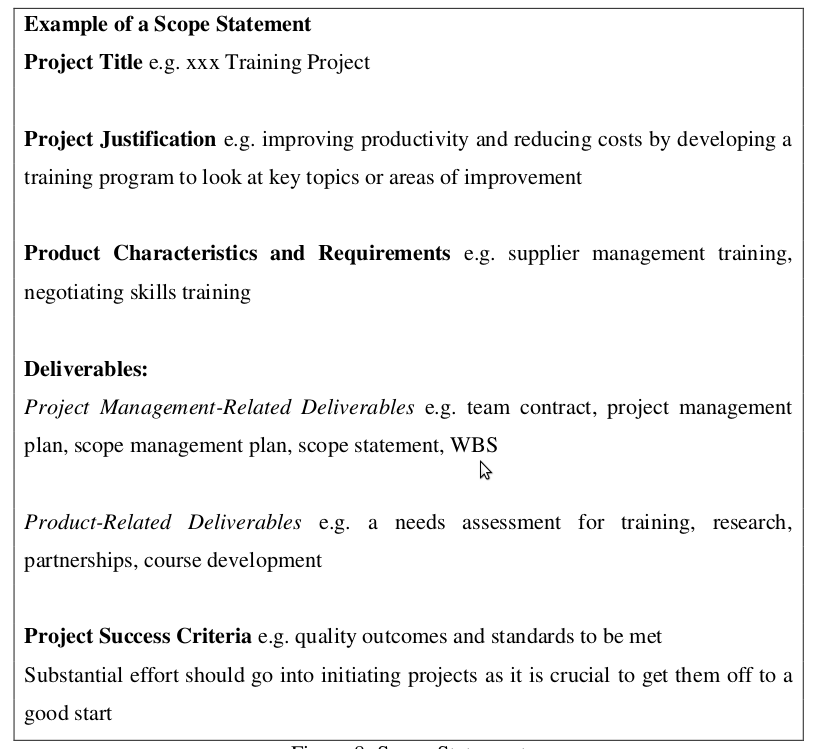 Example of a Scope Statement
Project Title e.g. xxx Training Project
Project Justification e.g. improving productivity and reducing costs by developing a
training program to look at key topics or areas of improvement
Product Characteristics and Requirements e.g. supplier management training,
negotiating skills training
Deliverables:
Project Management-Related Deliverables e.g. team contract, project management
plan, scope management plan, scope statement, WBS
Product-Related Deliverables e.g. a needs assessment for training, research,
partnerships, course development
Project Success Criteria e.g. quality outcomes and standards to be met
Substantial effort should go into initiating projects as it is crucial to get them off to a
good start